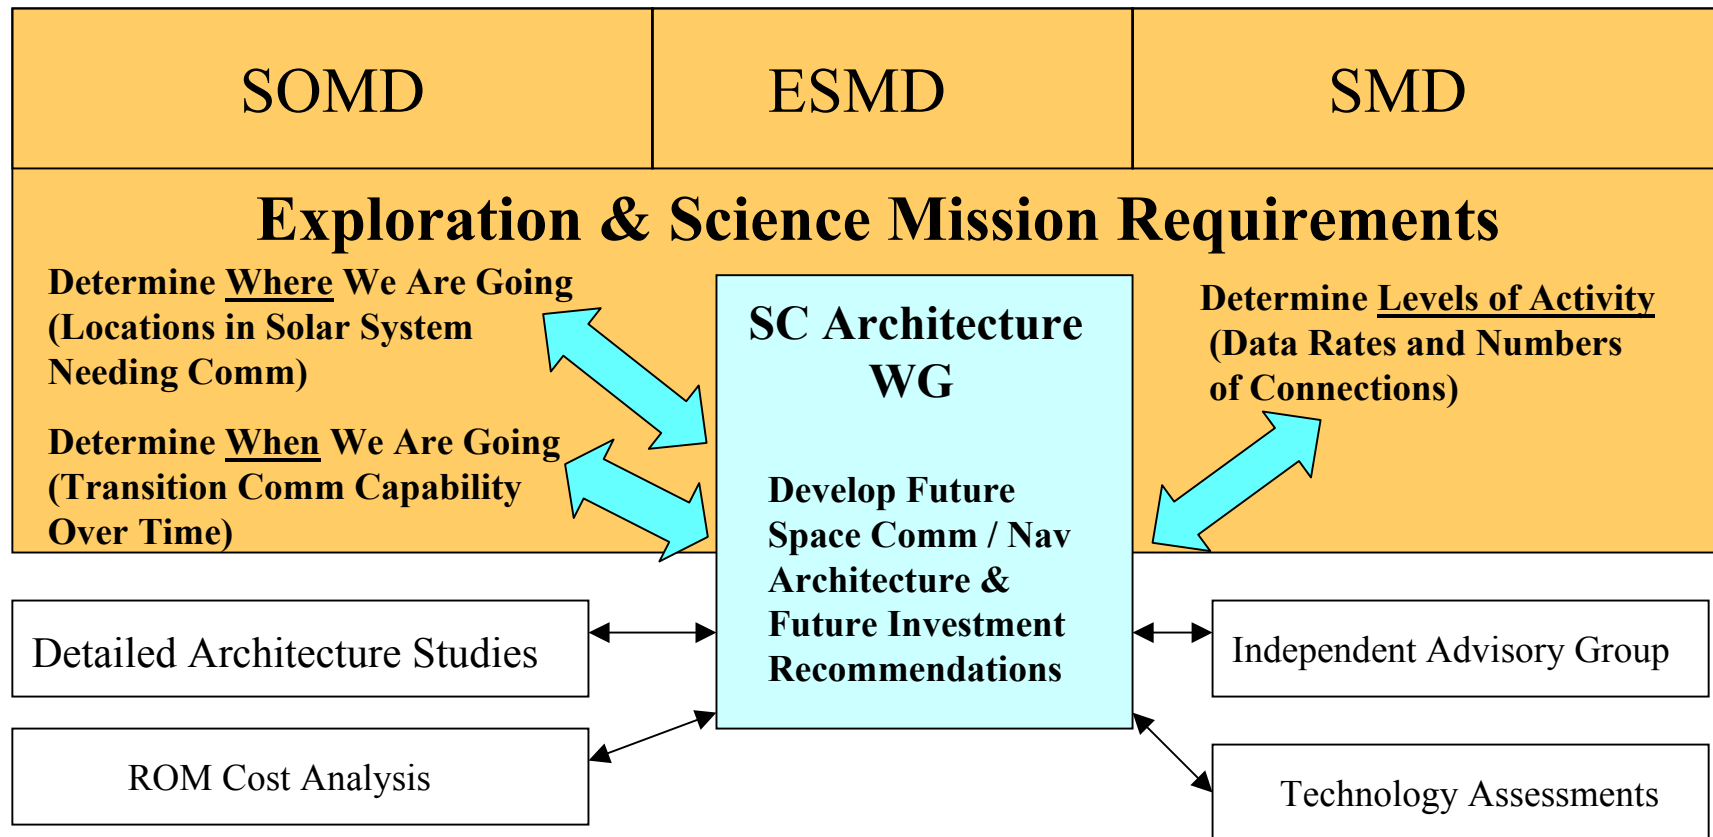 SOMD
ESMD
SMD
Exploration & Science Mission Requirements
Determine Where We Are Going
(Locations in Solar System
Needing Comm)
Determine When We Are Going
(Transition Comm Capability
Over Time)
SC Architecture
WG
Develop Future
Space Comm / Nav
Architecture &
Future Investment
Recommendations
Determine Levels of Activity
(Data Rates and Numbers
of Connections)
Detailed Architecture Studies
Independent Advisory Group
ROM Cost Analysis
Technology Assessments